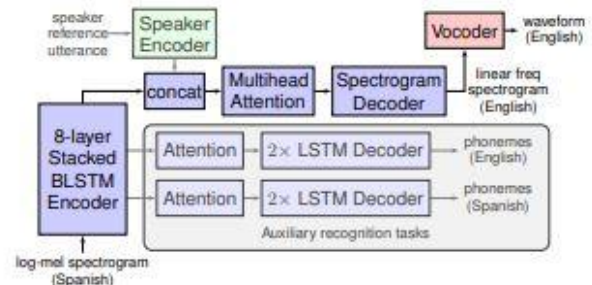 speaker
reference
utterance
Speaker
Encoder
Vocoder
waveform
(English)
concat
Multihead
Attention
Spectrogram
Decoder
linear freq
spectrogram
(English)
8-layer
Stacked
BLSTM
Encoder
Attention
2× LSTM Decoder
phonemes
(English)
Attention
2× LSTM Decoder
phonemes
(Spanish)
Auxiliary recognition tasks
log-mel spectrogram
(Spanish)